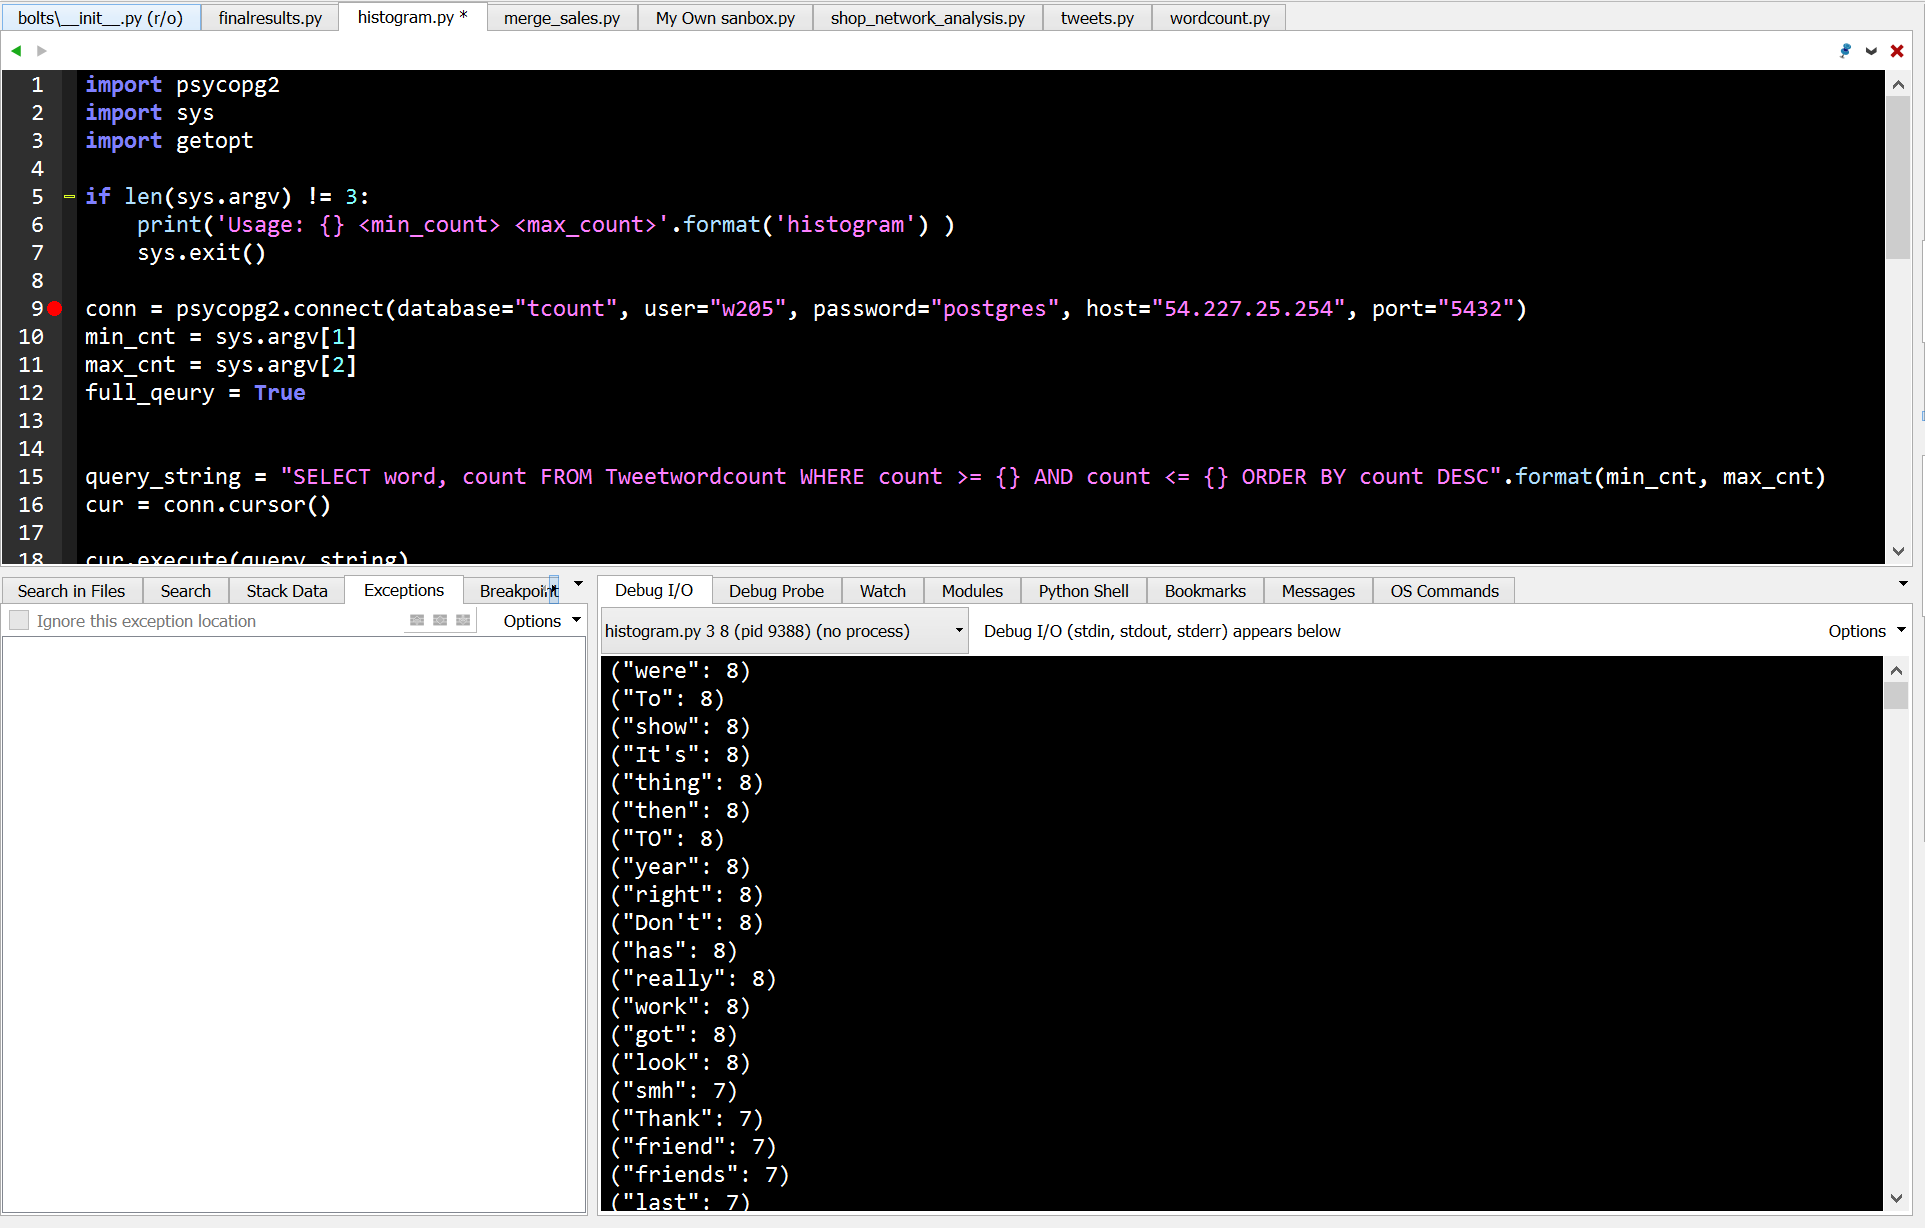 bolts\__init__.py (r/o) finalresults.py histogram.py * merge_sales.py My Own sanbox.py shop_network_analysis.py tweets.py wordcount.py
1 import psycopg2
2 import sys
3 import getopt
4
5 if len(sys.argv) != 3:
6     print('Usage: {} <min_count> <max_count>'.format('histogram') )
7     sys.exit()
8
9 conn = psycopg2.connect(database="tcount", user="w205", password="postgres", host="54.227.25.254", port="5432")
10 min_cnt = sys.argv[1]
11 max_cnt = sys.argv[2]
12 full_qeury = True
13
14
15 query_string = "SELECT word, count FROM Tweetwordcount WHERE count >= {} AND count <= {} ORDER BY count DESC".format(min_cnt, max_cnt)
16 cur = conn.cursor()
17
18 cur.execute(query_string)
Search in Files Search Stack Data Exceptions Breakpoint
Ignore this exception location Options
Debug I/O Debug Probe Watch Modules Python Shell Bookmarks Messages OS Commands
histogram.py 3 8 (pid 9388) (no process) Debug I/O (stdin, stdout, stderr) appears below Options
("were": 8)
("To": 8)
("show": 8)
("It's": 8)
("thing": 8)
("then": 8)
("TO": 8)
("year": 8)
("right": 8)
("Don't": 8)
("has": 8)
("really": 8)
("work": 8)
("got": 8)
("look": 8)
("smh": 7)
("Thank": 7)
("friend": 7)
("friends": 7)
("last": 7)